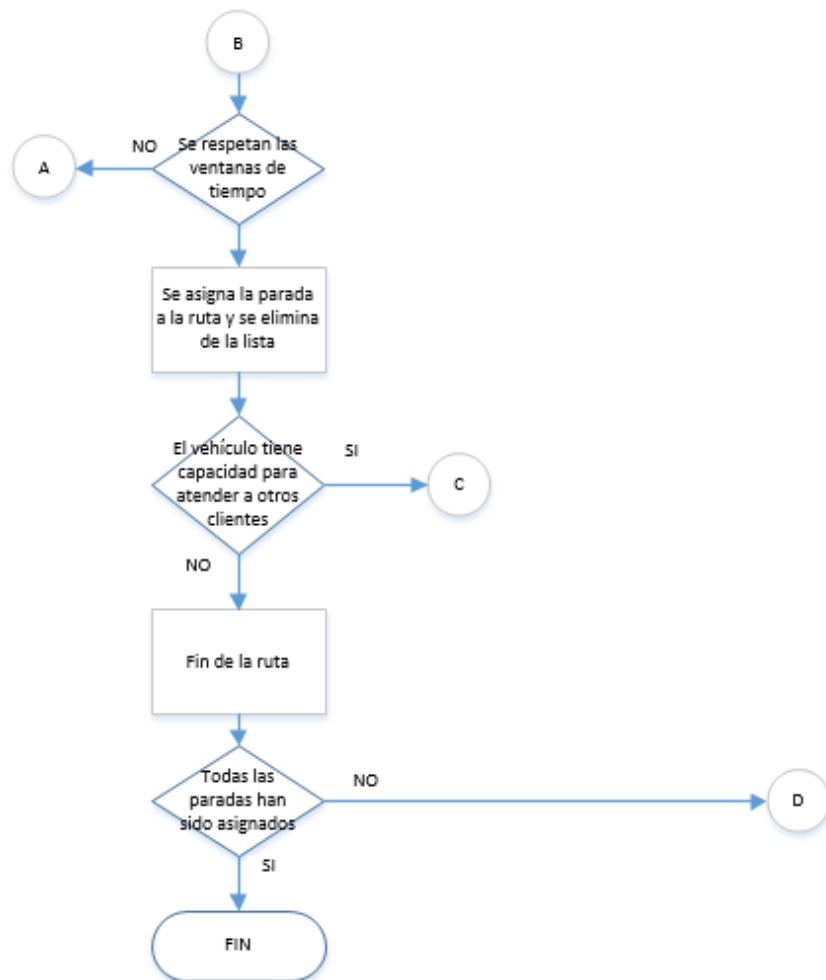 B
NO
Se respetan las
ventanas de
tiempo
A
Se asigna la parada
a la ruta y se elimina
de la lista
El vehículo tiene
capacidad para
atender a otros
clientes
SI
C
NO
Fin de la ruta
Todas las
paradas han
sido asignados
NO
D
SI
FIN